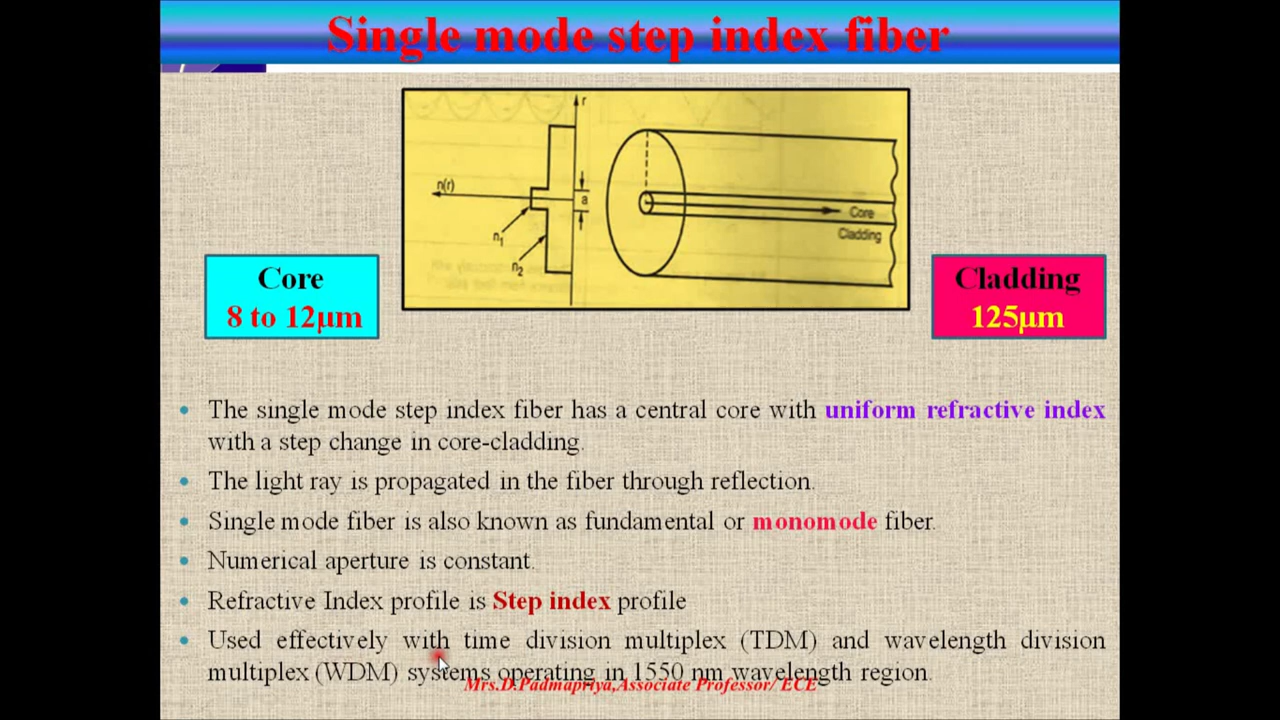 Single mode step index fiber
r
n(r)
a
n1
n2
Core
Cladding
Core
8 to 12μm
Cladding
125μm
The single mode step index fiber has a central core with uniform refractive index
with a step change in core-cladding.
The light ray is propagated in the fiber through reflection.
Single mode fiber is also known as fundamental or monomode fiber.
Numerical aperture is constant.
Refractive Index profile is Step index profile
Used effectively with time division multiplex (TDM) and wavelength division
multiplex (WDM) systems operating in 1550 nm wavelength region.
Mrs.D.Padmapriya,Associate Professor/ ECE